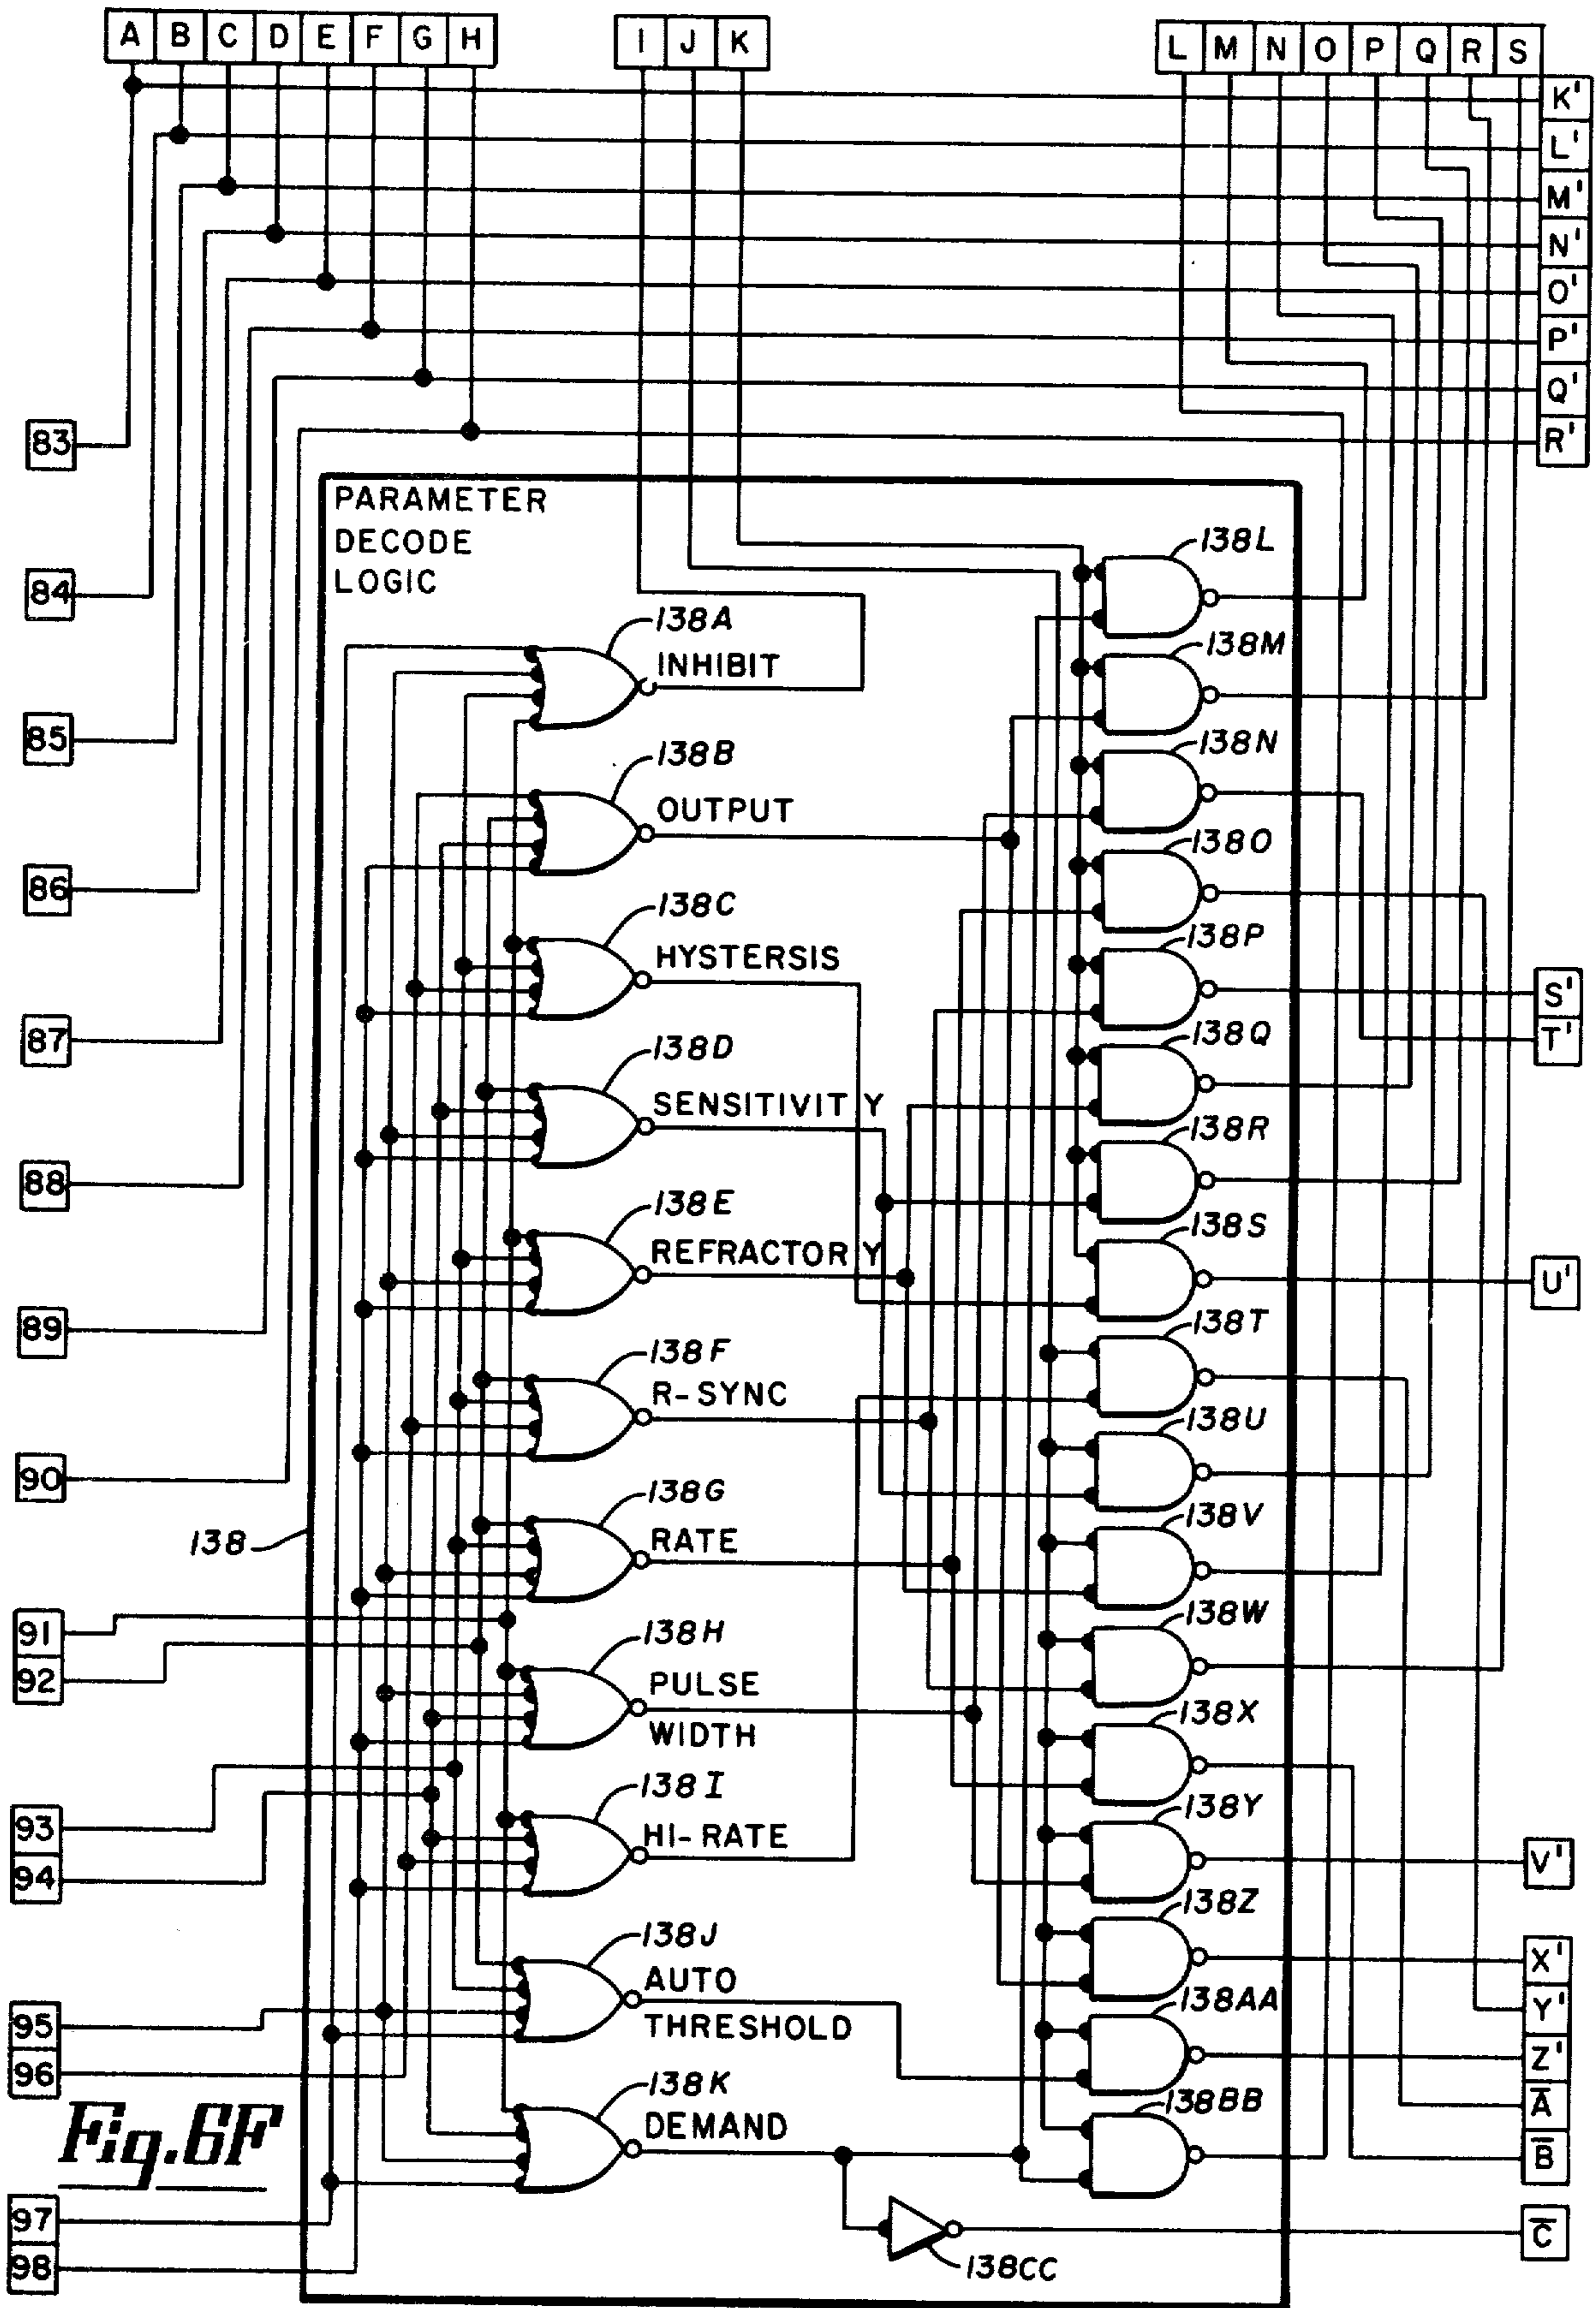 A B C D E F G H I J K L M N O P Q R S
K'
L'
M'
N'
O'
P'
Q'
R'
83
84
85
86
87
88
89
90
91
92
93
94
95
96
97
98
PARAMETER
DECODE
LOGIC
138
138A
INHIBIT
138B
OUTPUT
138C
HYSTERSIS
138D
SENSITIVITY
138E
REFRACTORY
138F
R-SYNC
138G
RATE
138H
PULSE
WIDTH
138I
HI-RATE
138J
AUTO
THRESHOLD
138K
DEMAND
138L
138M
138N
138O
138P
138Q
138R
138S
138T
138U
138V
138W
138X
138Y
138Z
138AA
138BB
138CC
S'
T'
U'
V'
X'
Y'
Z'
A̅
B̅
C̅
Fig.6F